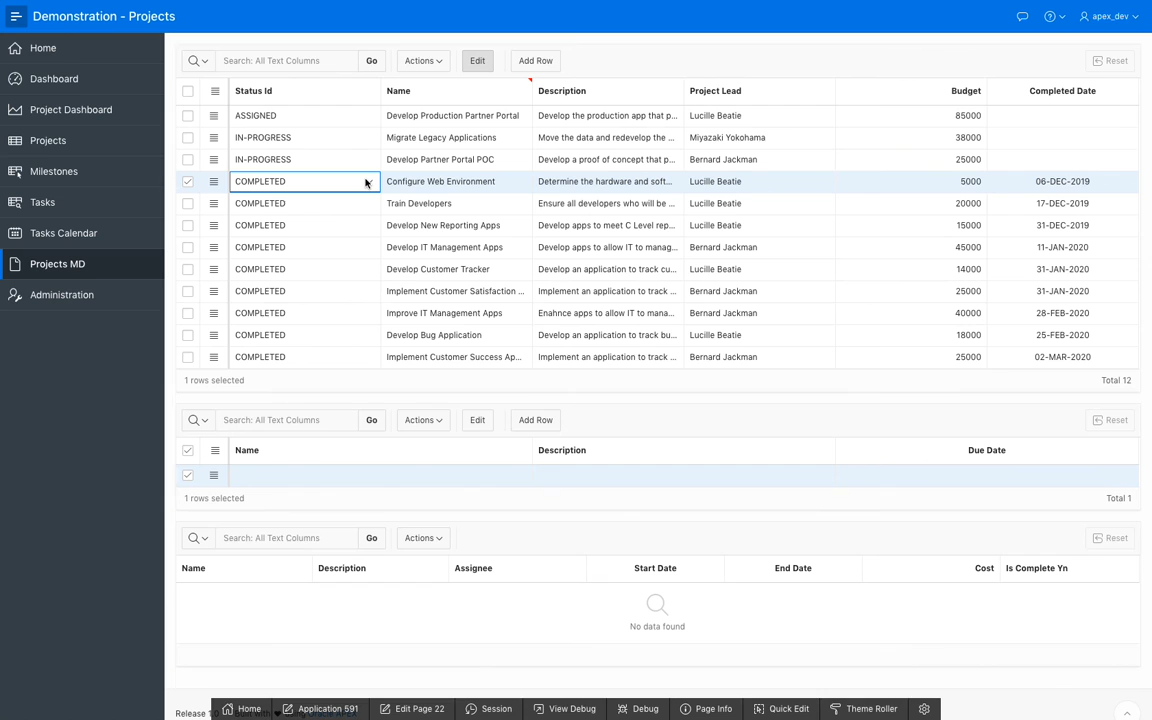 Demonstration - Projects
apex_dev
Home
Dashboard
Project Dashboard
Projects
Milestones
Tasks
Tasks Calendar
Projects MD
Administration
Search: All Text Columns Go Actions Edit Add Row Reset
Status Id Name Description Project Lead Budget Completed Date
ASSIGNED Develop Production Partner Portal Develop the production app that p... Lucille Beatie 85000
IN-PROGRESS Migrate Legacy Applications Move the data and redevelop the ... Miyazaki Yokohama 38000
IN-PROGRESS Develop Partner Portal POC Develop a proof of concept that p... Bernard Jackman 25000
COMPLETED Configure Web Environment Determine the hardware and soft... Lucille Beatie 5000 06-DEC-2019
COMPLETED Train Developers Ensure all developers who will be ... Lucille Beatie 20000 17-DEC-2019
COMPLETED Develop New Reporting Apps Develop apps to meet C Level rep... Lucille Beatie 15000 31-DEC-2019
COMPLETED Develop IT Management Apps Develop apps to allow IT to manag... Bernard Jackman 45000 11-JAN-2020
COMPLETED Develop Customer Tracker Develop an application to track cu... Lucille Beatie 14000 31-JAN-2020
COMPLETED Implement Customer Satisfaction ... Implement an application to track ... Bernard Jackman 25000 31-JAN-2020
COMPLETED Improve IT Management Apps Enahnce apps to allow IT to mana... Bernard Jackman 40000 28-FEB-2020
COMPLETED Develop Bug Application Develop an application to track bu... Lucille Beatie 18000 25-FEB-2020
COMPLETED Implement Customer Success Ap... Implement an application to track ... Bernard Jackman 25000 02-MAR-2020
1 rows selected Total 12
Search: All Text Columns Go Actions Edit Add Row Reset
Name Description Due Date
1 rows selected Total 1
Search: All Text Columns Go Actions Reset
Name Description Assignee Start Date End Date Cost Is Complete Yn
No data found
Release 1.0
Home Application 591 Edit Page 22 Session View Debug Debug Page Info Quick Edit Theme Roller